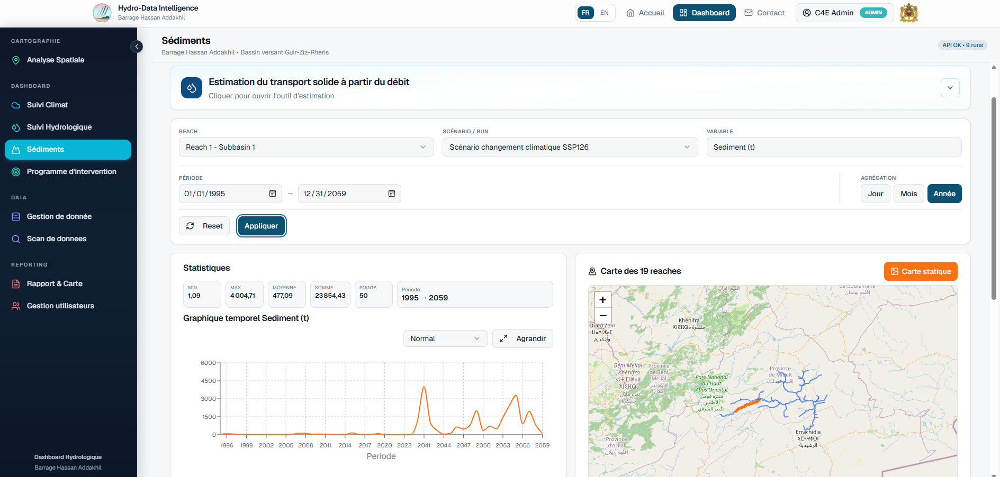 Hydro-Data Intelligence
Barrage Hassan Addakhil
FR EN Accueil Dashboard Contact C4E Admin ADMIN
CARTOGRAPHIE
Analyse Spatiale
DASHBOARD
Suivi Climat
Suivi Hydrologique
Sédiments
Programme d'intervention
DATA
Gestion de donnée
Scan de donnees
REPORTING
Rapport & Carte
Gestion utilisateurs
Dashboard Hydrologique
Barrage Hassan Addakhil
Sédiments
Barrage Hassan Addakhil • Bassin versant Guir-Ziz-Rheris
API OK • 9 runs
Estimation du transport solide à partir du débit
Cliquer pour ouvrir l'outil d'estimation
REACH SCÉNARIO / RUN VARIABLE
Reach 1 - Subbasin 1 Scénario changement climatique SSP126 Sediment (t)
PÉRIODE AGRÉGATION
01/01/1995 → 12/31/2059 Jour Mois Année
Reset Appliquer
Statistiques
MIN MAX MOYENNE SOMME POINTS Période
1,09 4 004,71 477,09 23 854,43 50 1995 → 2059
Graphique temporel Sediment (t)
Normal Agrandir
6000
4500
3000
1500
0
1996 1999 2002 2005 2008 2011 2014 2017 2020 2023 2041 2044 2047 2050 2053 2056 2059
Periode
Carte des 19 reaches
Carte statique
+
−
إقليم إفران
de Boulemane
إقليم بولمان
Khénifra
ⵅⵏⵉⴼⵕⴰ خنيفرة
Oued Zem
وادي زم
Béni Mellal-
Khénifra
بني ملال
خنيفرة
Province
de Beni
Mellal
إقليم بني
ملال
Parc National
du Haut
Atlas Oriental
منتزه قومي
الأطلس
الكبير الشرقي
Province
de Midelt
إقليم ميدلت
Errachidia
الرشيدية
Province
d'Azilal
إقليم أزيلال